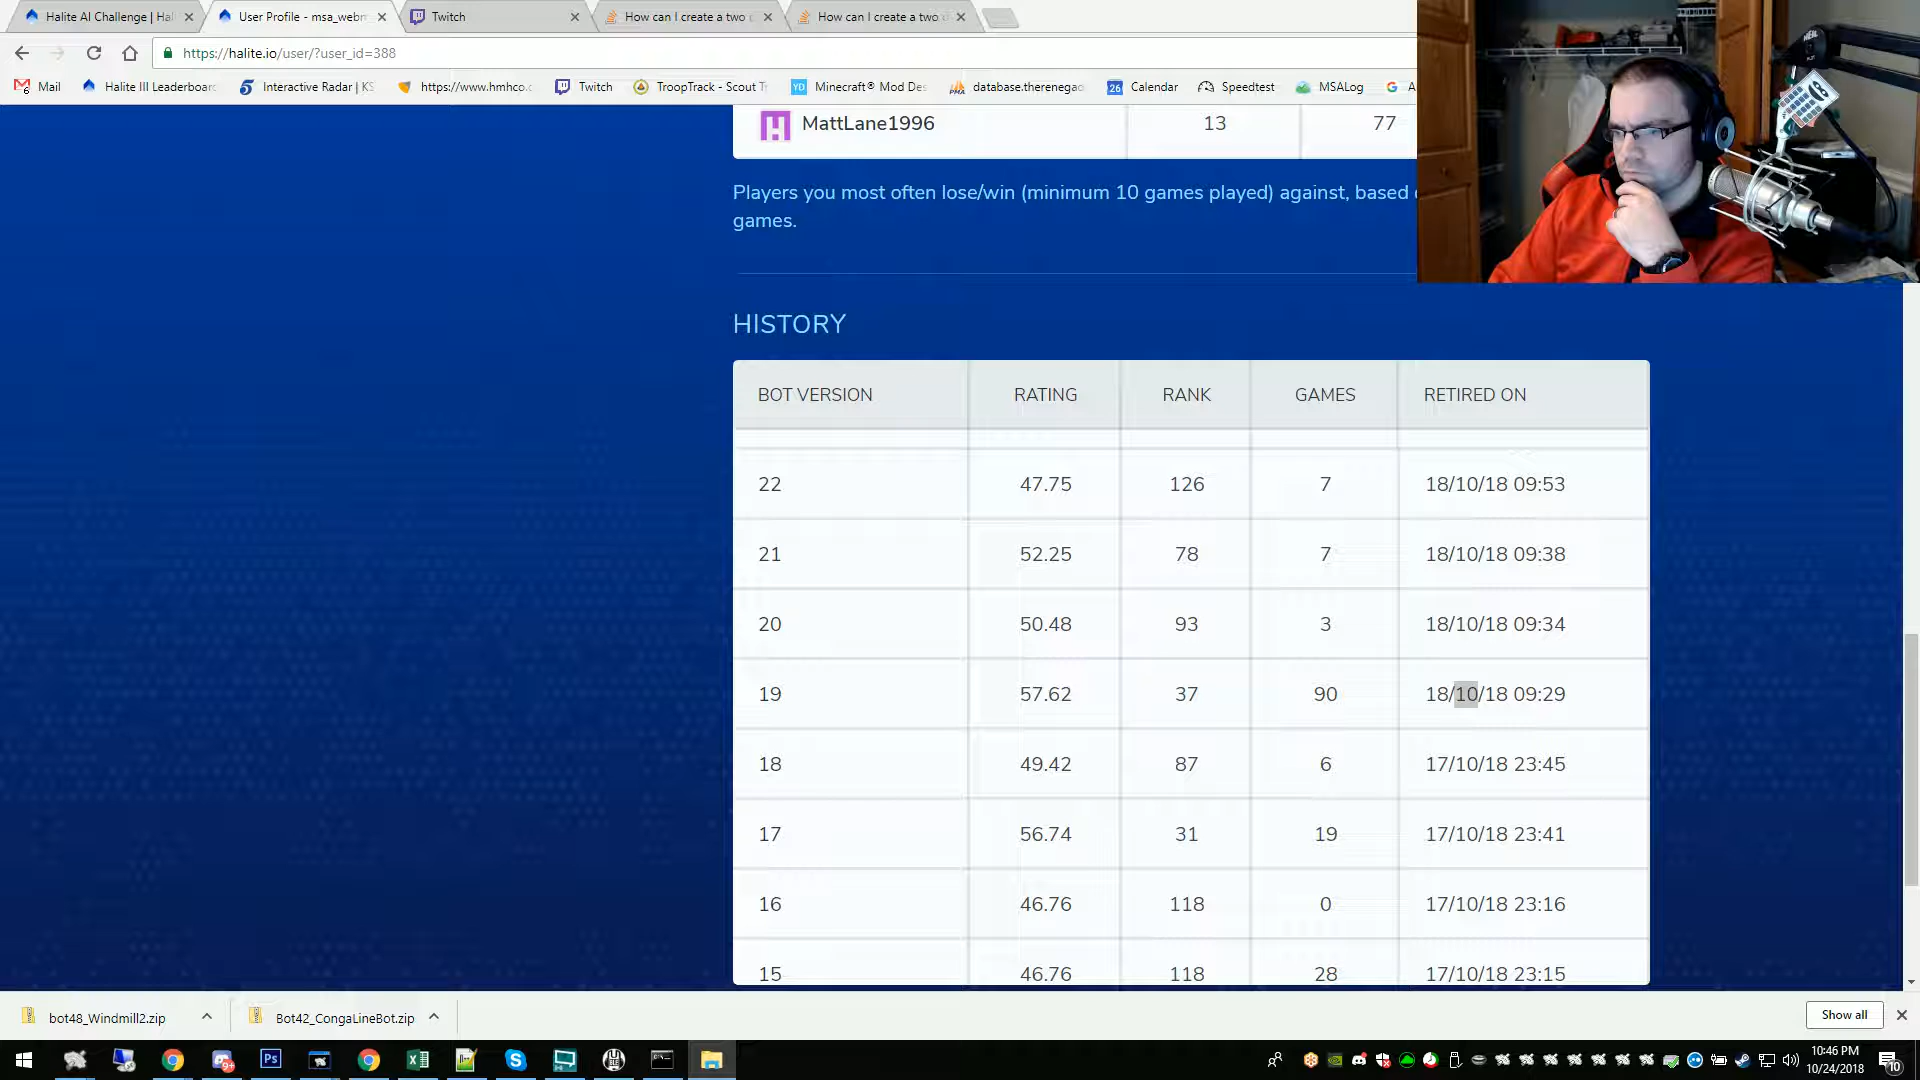 Halite AI Challenge | Hal
User Profile - msa_webm
Twitch
How can I create a two
How can I create a two
https://halite.io/user/?user_id=388
Mail
Halite III Leaderboar
Interactive Radar | KS
https://www.hmhco.c
Twitch
TroopTrack - Scout T
Minecraft® Mod Des
database.therenegad
26
Calendar
Speedtest
MSALog
MattLane1996 13 77
Players you most often lose/win (minimum 10 games played) against, based
games.
HISTORY
BOT VERSION RATING RANK GAMES RETIRED ON
22 47.75 126 7 18/10/18 09:53
21 52.25 78 7 18/10/18 09:38
20 50.48 93 3 18/10/18 09:34
19 57.62 37 90 18/10/18 09:29
18 49.42 87 6 17/10/18 23:45
17 56.74 31 19 17/10/18 23:41
16 46.76 118 0 17/10/18 23:16
15 46.76 118 28 17/10/18 23:15
bot48_Windmill2.zip
Bot42_CongaLineBot.zip
Show all
Ps
10:46 PM
10/24/2018
10